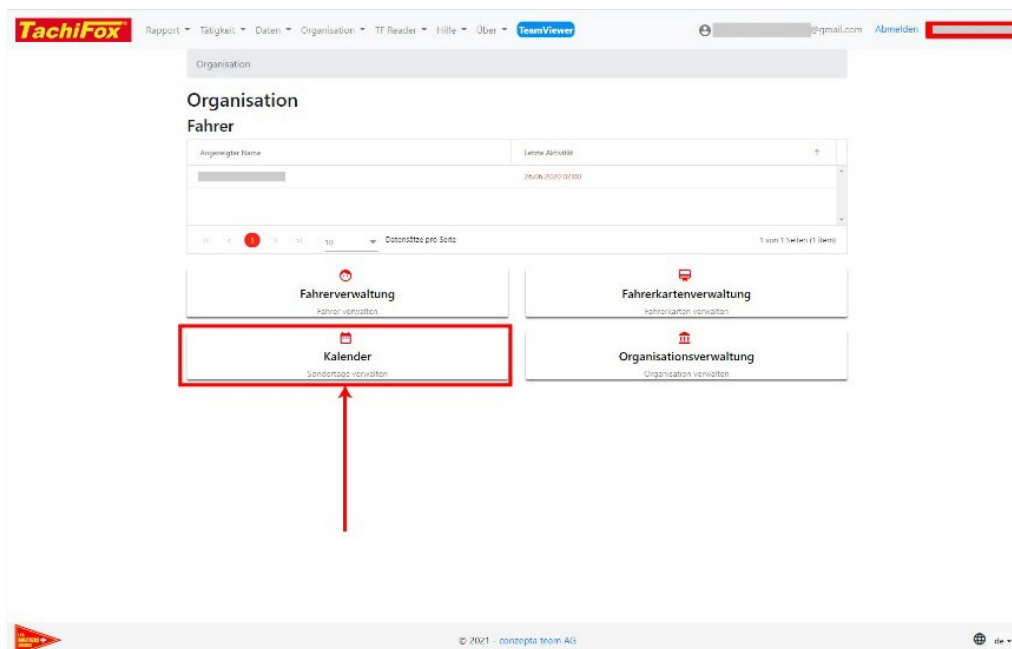 TachiFox Rapport Tätigkeit Daten Organisation TF Reader Hilfe Über TeamViewer @gmail.com Abmelden
Organisation
Organisation
Fahrer
Angezeigter Name Letzte Aktivität
26.06.2020 02:00
1 10 Datensätze pro Seite 1 von 1 Seiten (1 Item)
Fahrerverwaltung Fahrerkartenverwaltung
Fahrer verwalten Fahrerkarten verwalten
Kalender Organisationsverwaltung
Sondertage verwalten Organisation verwalten
© 2021 - conzepta team AG de